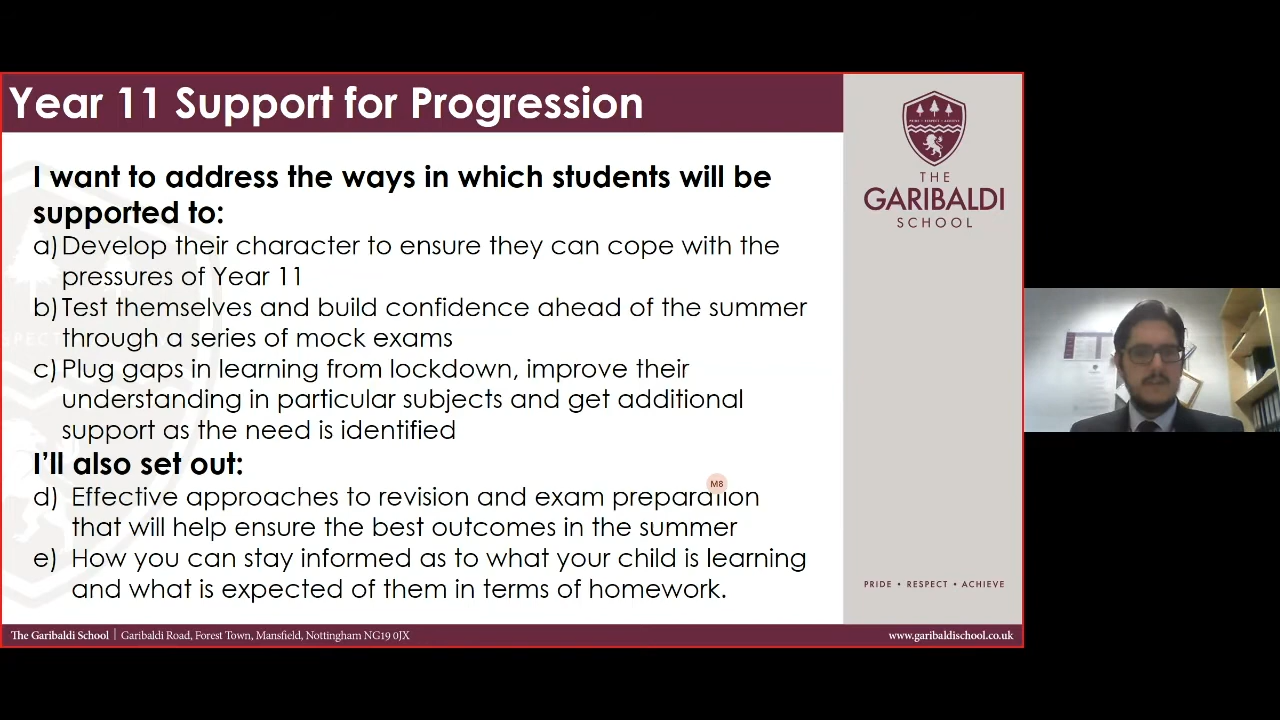 Year 11 Support for Progression
I want to address the ways in which students will be
supported to:
a) Develop their character to ensure they can cope with the
pressures of Year 11
b) Test themselves and build confidence ahead of the summer
through a series of mock exams
c) Plug gaps in learning from lockdown, improve their
understanding in particular subjects and get additional
support as the need is identified
I'll also set out:
M8
d) Effective approaches to revision and exam preparation
that will help ensure the best outcomes in the summer
e) How you can stay informed as to what your child is learning
and what is expected of them in terms of homework.
PRIDE • RESPECT • ACHIEVE
THE
GARIBALDI
SCHOOL
PRIDE • RESPECT • ACHIEVE
The Garibaldi School | Garibaldi Road, Forest Town, Mansfield, Nottingham NG19 0JX
www.garibaldischool.co.uk